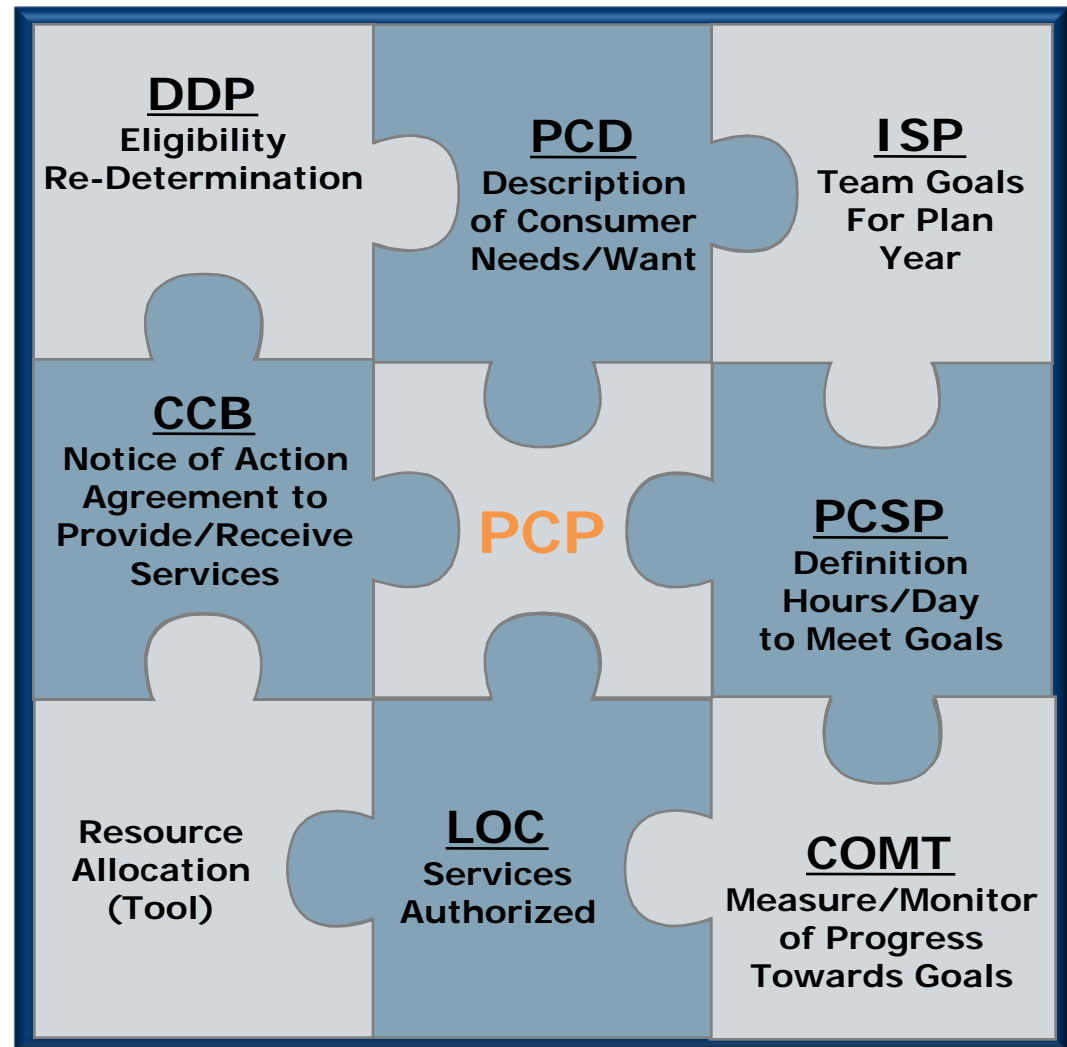 DDP
Eligibility
Re-Determination
PCD
Description
of Consumer
Needs/Want
ISP
Team Goals
For Plan
Year
CCB
Notice of Action
Agreement to
Provide/Receive
Services
PCP
PCSP
Definition
Hours/Day
to Meet Goals
Resource
Allocation
(Tool)
LOC
Services
Authorized
COMT
Measure/Monitor
of Progress
Towards Goals